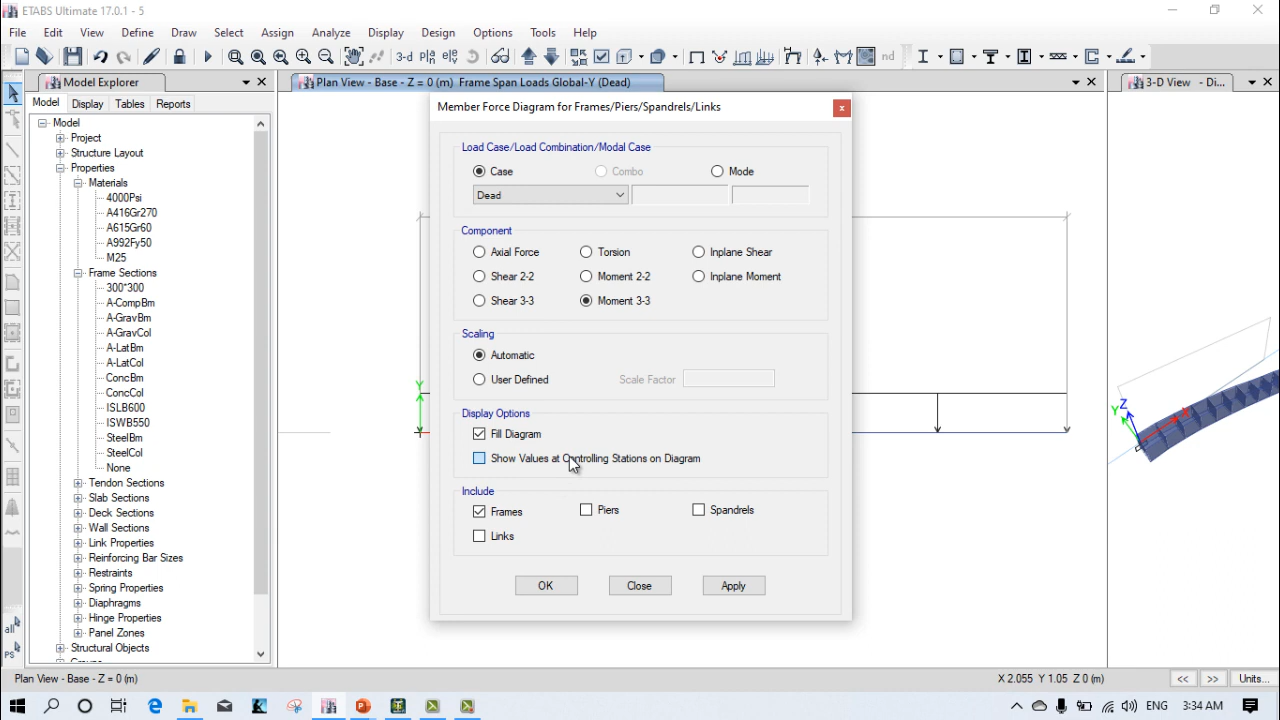 ETABS Ultimate 17.0.1 - 5
File Edit View Define Draw Select Assign Analyze Display Design Options Tools Help
3-d nd
Model Explorer
Plan View - Base - Z = 0 (m) Frame Span Loads Global-Y (Dead)
3-D View - Di...
Model Display Tables Reports
Model
Project
Structure Layout
Properties
Materials
4000Psi
A416Gr270
A615Gr60
A992Fy50
M25
Frame Sections
300*300
A-CompBm
A-GravBm
A-GravCol
A-LatBm
A-LatCol
ConcBm
ConcCol
ISLB600
ISWB550
SteelBm
SteelCol
None
Tendon Sections
Slab Sections
Deck Sections
Wall Sections
Link Properties
Reinforcing Bar Sizes
Restraints
Spring Properties
Diaphragms
Hinge Properties
Panel Zones
Structural Objects
all
PS
Member Force Diagram for Frames/Piers/Spandrels/Links
x
Load Case/Load Combination/Modal Case
Case Combo Mode
Dead
Component
Axial Force Torsion Inplane Shear
Shear 2-2 Moment 2-2 Inplane Moment
Shear 3-3 Moment 3-3
Scaling
Automatic
User Defined Scale Factor
Display Options
Fill Diagram
Show Values at Controlling Stations on Diagram
Include
Frames Piers Spandrels
Links
OK Close Apply
Y
Z
Y X
Plan View - Base - Z = 0 (m)
X 2.055 Y 1.05 Z 0 (m)
<< >> Units...
ENG 3:34 AM